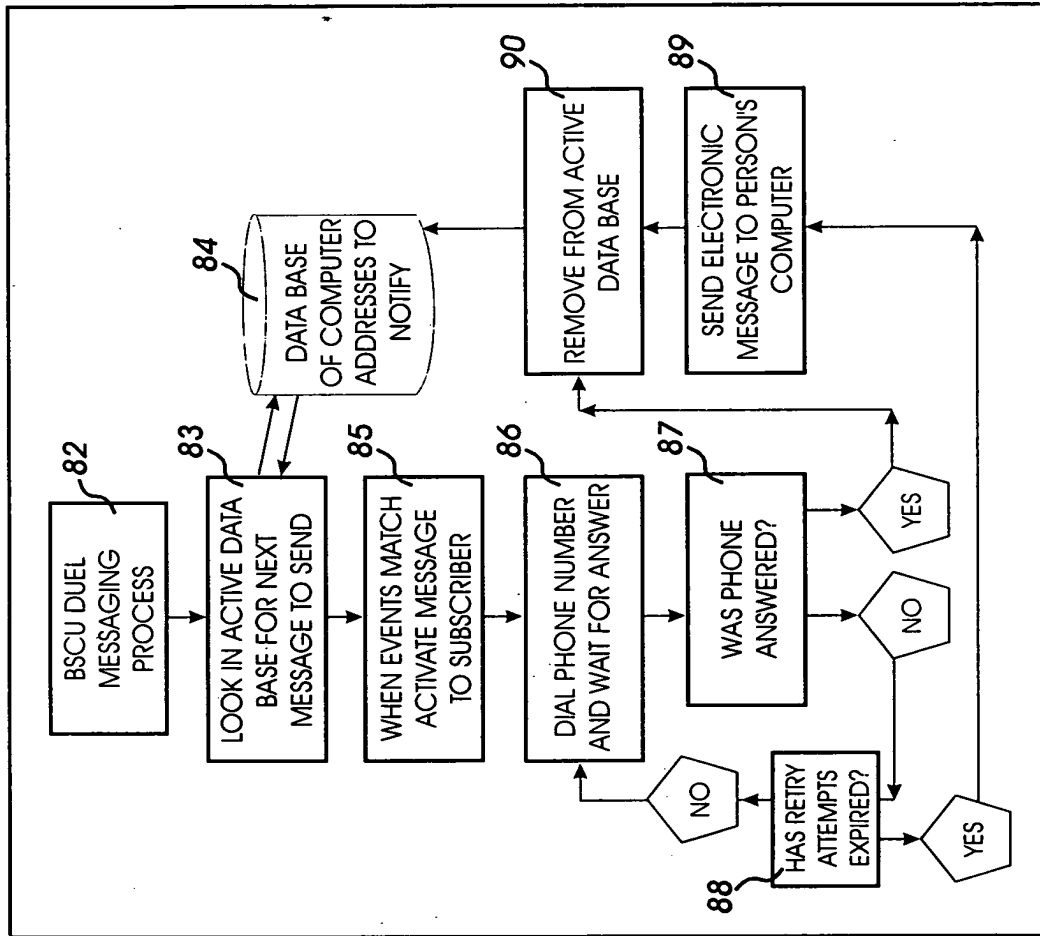 82
BSCU DUEL
MESSAGING
PROCESS
83
LOOK IN ACTIVE DATA
BASE FOR NEXT
MESSAGE TO SEND
84
DATA BASE
OF COMPUTER
ADDRESSES TO
NOTIFY
85
WHEN EVENTS MATCH
ACTIVATE MESSAGE
TO SUBSCRIBER
86
DIAL PHONE NUMBER
AND WAIT FOR ANSWER
87
WAS PHONE
ANSWERED?
NO
YES
88
HAS RETRY
ATTEMPTS
EXPIRED?
NO
YES
90
REMOVE FROM ACTIVE
DATA BASE
89
SEND ELECTRONIC
MESSAGE TO PERSON'S
COMPUTER